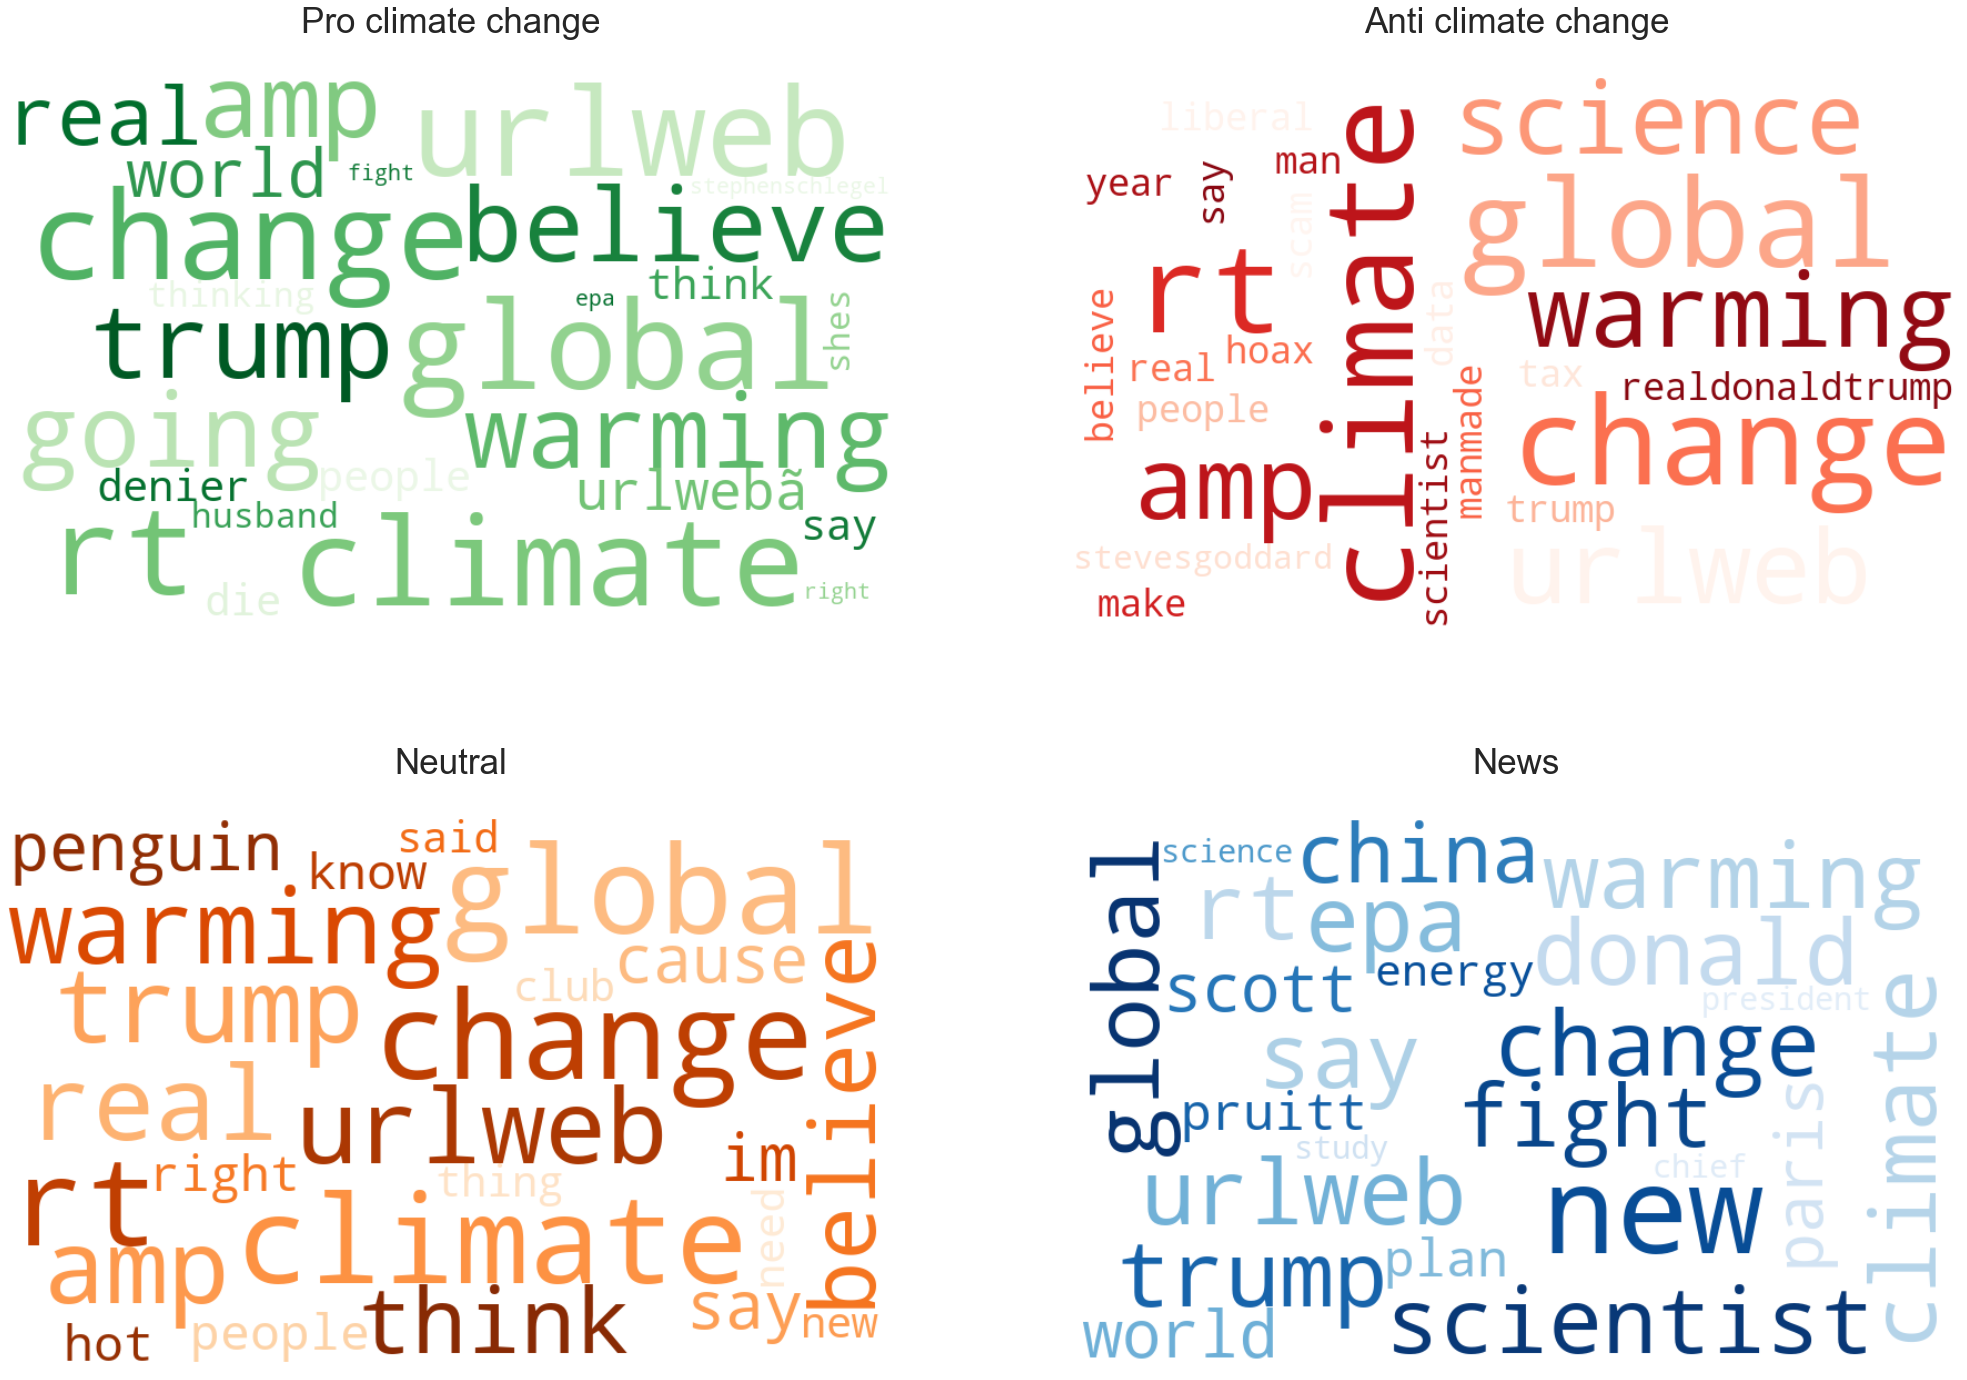 Pro climate change
real amp urlweb
world fight stephenschlegel
change believe
thinking epa think
trump global shes
going warming
denier people urlwebã
rt husband climate say
die right
Anti climate change
liberal climate science
year say man scam global
rt warming
believe real hoax data tax realdonaldtrump
people manmade change
amp scientist trump
stevesgoddard urlweb
make
Neutral
penguin said global
know
warming cause believe
trump club
change
real urlweb
im
rt right thing
amp climate need
say
hot people think new
News
global science china warming
rt epa donald
scott energy president climate
say change
pruitt fight paris
study chief
urlweb new
trump plan
world scientist